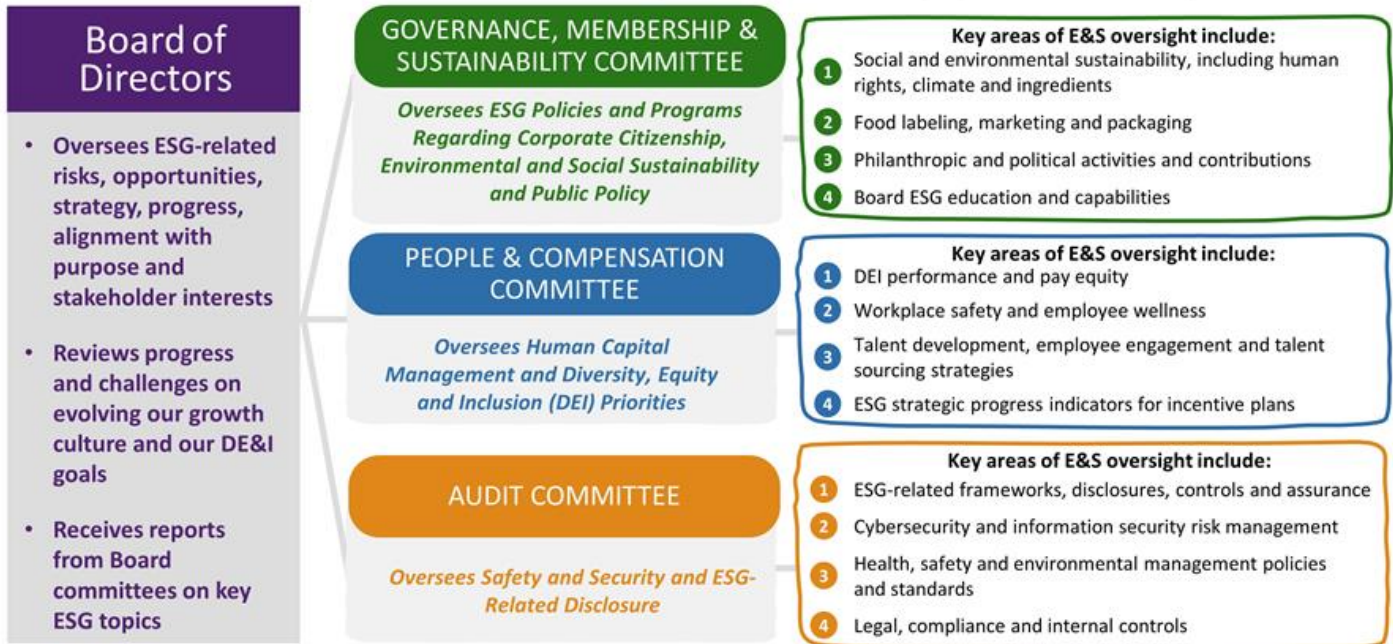 Board of
Directors
• Oversees ESG-related
risks, opportunities,
strategy, progress,
alignment with
purpose and
stakeholder interests
• Reviews progress
and challenges on
evolving our growth
culture and our DE&I
goals
• Receives reports
from Board
committees on key
ESG topics
GOVERNANCE, MEMBERSHIP &
SUSTAINABILITY COMMITTEE
Oversees ESG Policies and Programs
Regarding Corporate Citizenship,
Environmental and Social Sustainability
and Public Policy
Key areas of E&S oversight include:
1 Social and environmental sustainability, including human
rights, climate and ingredients
2 Food labeling, marketing and packaging
3 Philanthropic and political activities and contributions
4 Board ESG education and capabilities
PEOPLE & COMPENSATION
COMMITTEE
Oversees Human Capital
Management and Diversity, Equity
and Inclusion (DEI) Priorities
Key areas of E&S oversight include:
1 DEI performance and pay equity
2 Workplace safety and employee wellness
3 Talent development, employee engagement and talent
sourcing strategies
4 ESG strategic progress indicators for incentive plans
AUDIT COMMITTEE
Oversees Safety and Security and ESG-
Related Disclosure
Key areas of E&S oversight include:
1 ESG-related frameworks, disclosures, controls and assurance
2 Cybersecurity and information security risk management
3 Health, safety and environmental management policies
and standards
4 Legal, compliance and internal controls